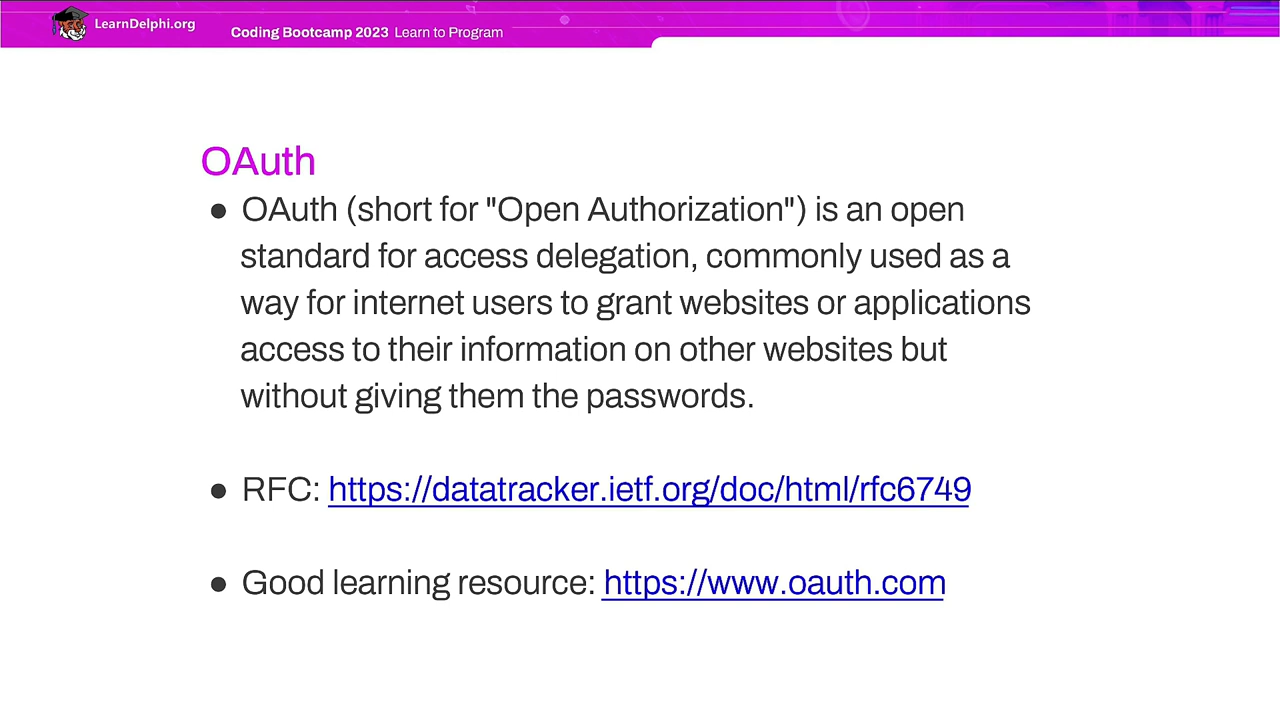 LearnDelphi.org
Coding Bootcamp 2023 Learn to Program
OAuth
● OAuth (short for "Open Authorization") is an open
standard for access delegation, commonly used as a
way for internet users to grant websites or applications
access to their information on other websites but
without giving them the passwords.
● RFC: https://datatracker.ietf.org/doc/html/rfc6749
● Good learning resource: https://www.oauth.com